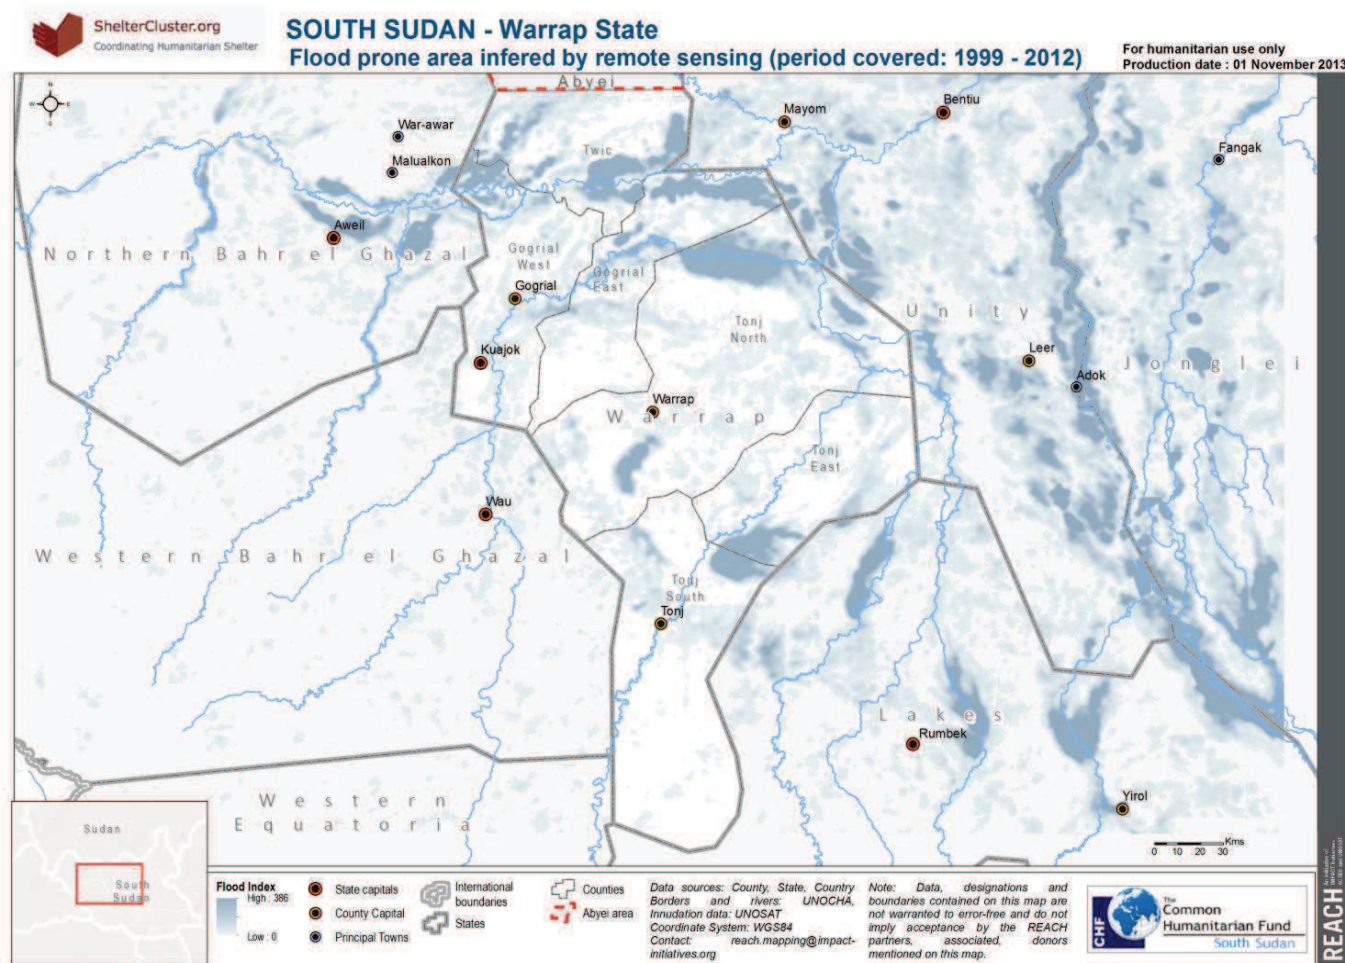 ShelterCluster.org
Coordinating Humanitarian Shelter
SOUTH SUDAN - Warrap State
Flood prone area infered by remote sensing (period covered: 1999 - 2012)
For humanitarian use only
Production date : 01 November 2013
N
W
E
S
Abyei
Mayom
Bentiu
War-awar
Malualkon
Twic
Fangak
Aweil
Northern Bahr el Ghazal
Gogrial
West
Gogrial
East
Gogrial
Unity
Tonj
North
Kuajok
Leer
Adok
Jonglei
Warrap
Warrap
Tonj
East
Wau
Western Bahr el Ghazal
Tonj
South
Tonj
Lakes
Rumbek
Yirol
Western
Equatoria
Kms
0 10 20 30
Sudan
South
Sudan
Flood Index
High : 386
Low : 0
State capitals
County Capital
Principal Towns
International
boundaries
States
Counties
Abyei area
Data sources: County, State, Country
Borders and rivers: UNOCHA,
Innudation data: UNOSAT
Coordinate System: WGS84
Contact: reach.mapping@impact-
initiatives.org
Note: Data, designations and
boundaries contained on this map are
not warranted to error-free and do not
imply acceptance by the REACH
partners, associated, donors
mentioned on this map.
CHF
The
Common
Humanitarian Fund
South Sudan
REACH